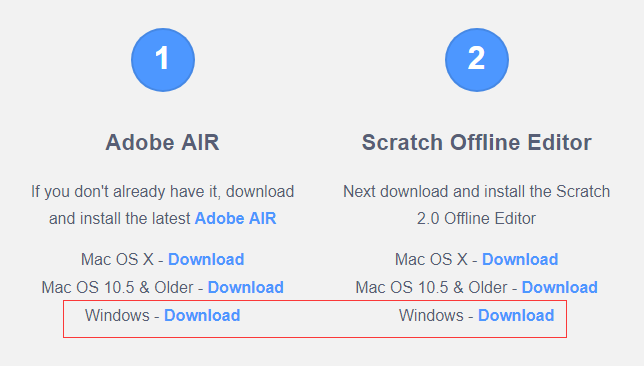 1
Adobe AIR
If you don't already have it, download
and install the latest Adobe AIR
Mac OS X - Download
Mac OS 10.5 & Older - Download
Windows - Download
2
Scratch Offline Editor
Next download and install the Scratch
2.0 Offline Editor
Mac OS X - Download
Mac OS 10.5 & Older - Download
Windows - Download